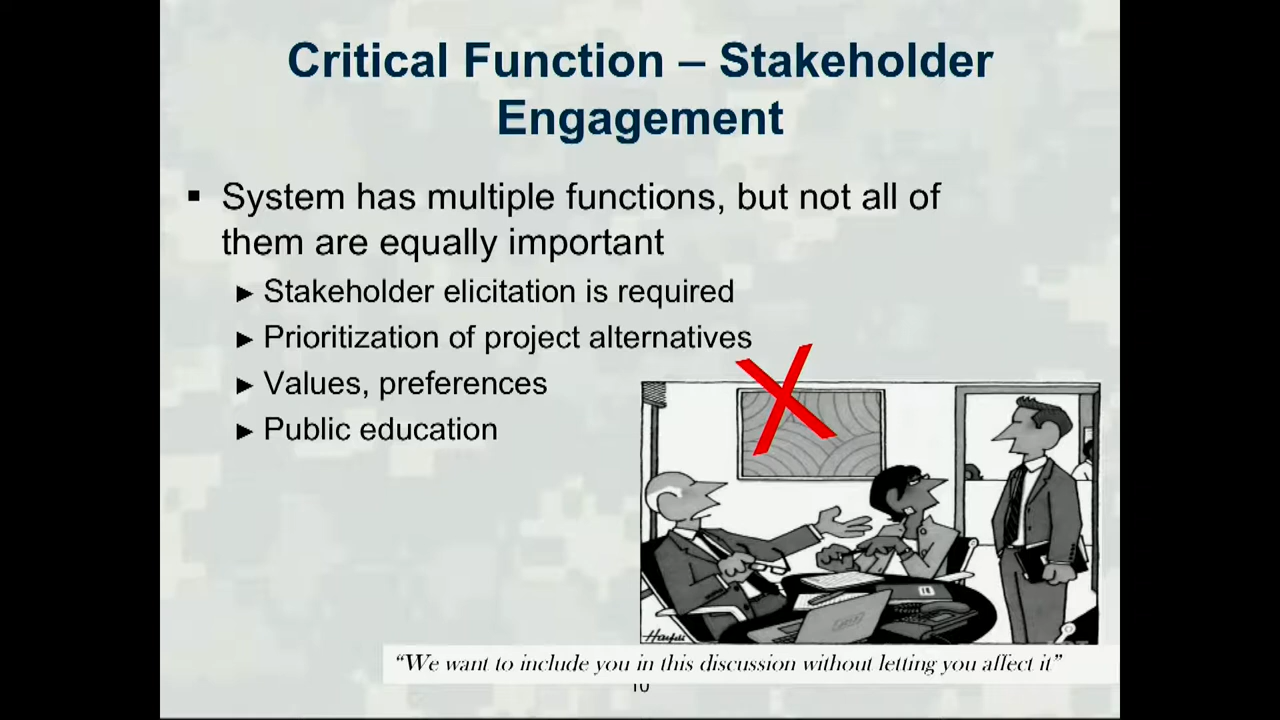 Critical Function – Stakeholder
Engagement
▪ System has multiple functions, but not all of
them are equally important
► Stakeholder elicitation is required
► Prioritization of project alternatives
► Values, preferences
► Public education
X
“We want to include you in this discussion without letting you affect it”
10